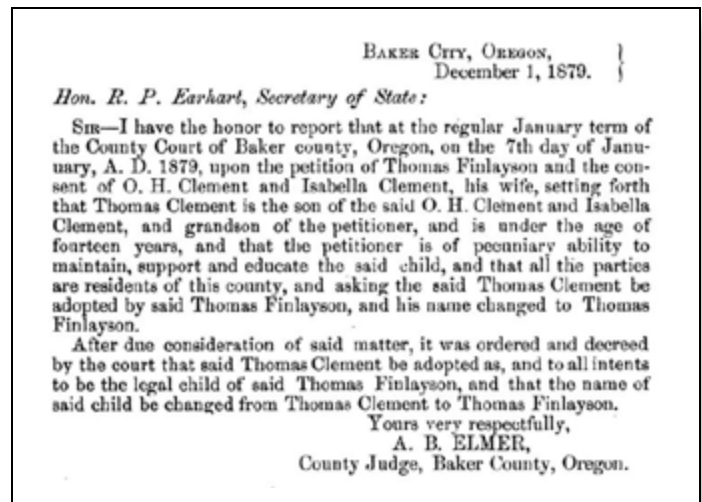 BAKER CITY, OREGON,
December 1, 1879.
Hon. R. P. Earhart, Secretary of State:
SIR—I have the honor to report that at the regular January term of
the County Court of Baker county, Oregon, on the 7th day of Janu-
uary, A. D. 1879, upon the petition of Thomas Finlayson and the con-
sent of O. H. Clement and Isabella Clement, his wife, setting forth
that Thomas Clement is the son of the said O. H. Clement and Isabella
Clement, and grandson of the petitioner, and is under the age of
fourteen years, and that the petitioner is of pecuniary ability to
maintain, support and educate the said child, and that all the parties
are residents of this county, and asking the said Thomas Clement be
adopted by said Thomas Finlayson, and his name changed to Thomas
Finlayson.
After due consideration of said matter, it was ordered and decreed
by the court that said Thomas Clement be adopted as, and to all intents
to be the legal child of said Thomas Finlayson, and that the name of
said child be changed from Thomas Clement to Thomas Finlayson.
Yours very respectfully,
A. B. ELMER,
County Judge, Baker County, Oregon.